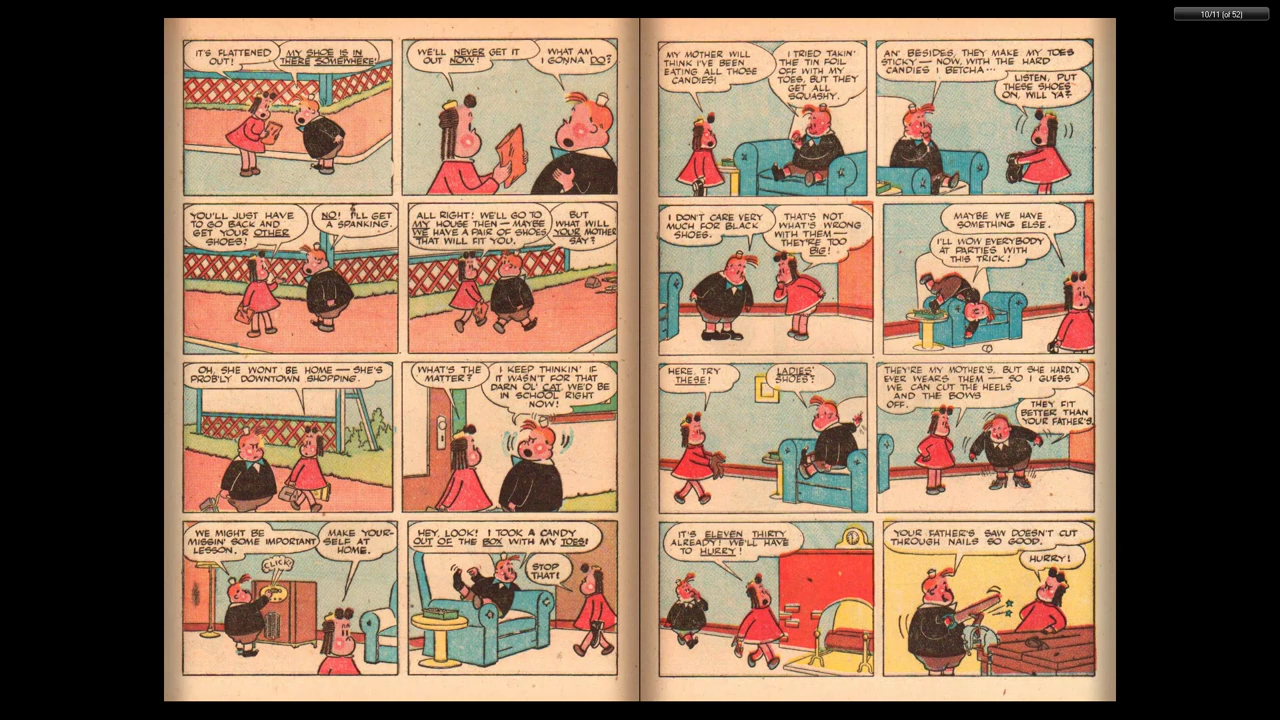 10/11 (of 52)
IT'S FLATTENED
OUT!
MY SHOE IS IN
THERE SOMEWHERE!
WE'LL NEVER GET IT
OUT NOW!
WHAT AM
I GONNA DO?
YOU'LL JUST HAVE
TO GO BACK AND
GET YOUR OTHER
SHOES!
NO! I'LL GET
A SPANKING.
ALL RIGHT! WE'LL GO TO
MY HOUSE THEN — MAYBE
WE HAVE A PAIR OF SHOES
THAT WILL FIT YOU.
BUT
WHAT WILL
YOUR MOTHER
SAY?
OH, SHE WONT BE HOME — SHE'S
PROB'LY DOWNTOWN SHOPPING.
WHAT'S THE
MATTER?
I KEEP THINKIN' IF
IT WASN'T FOR THAT
DARN OL' CAT, WE'D BE
IN SCHOOL RIGHT
NOW!
WE MIGHT BE
MISSIN' SOME IMPORTANT
LESSON.
CLICK!
MAKE YOUR-
SELF AT
HOME.
HEY, LOOK! I TOOK A CANDY
OUT OF THE BOX WITH MY TOES!
STOP
THAT!
MY MOTHER WILL
THINK I'VE BEEN
EATING ALL THOSE
CANDIES!
I TRIED TAKIN'
THE TIN FOIL
OFF WITH MY
TOES, BUT THEY
GET ALL
SQUASHY.
AN' BESIDES, THEY MAKE MY TOES
STICKY — NOW, WITH THE HARD
CANDIES I BETCHA ---
LISTEN, PUT
THESE SHOES
ON, WILL YA?
I DON'T CARE VERY
MUCH FOR BLACK
SHOES.
THAT'S NOT
WHAT'S WRONG
WITH THEM —
THEY'RE TOO
BIG!
MAYBE WE HAVE
SOMETHING ELSE.
I'LL WOW EVERYBODY
AT PARTIES WITH
THIS TRICK!
HERE, TRY
THESE!
LADIES'
SHOES?
THEY'RE MY MOTHER'S, BUT SHE HARDLY
EVER WEARS THEM — SO I GUESS
WE CAN CUT THE HEELS
AND THE BOWS
OFF.
THEY FIT
BETTER THAN
YOUR FATHER'S.
IT'S ELEVEN THIRTY
ALREADY! WE'LL HAVE
TO HURRY!
YOUR FATHER'S SAW DOESN'T CUT
THROUGH NAILS SO GOOD.
HURRY!